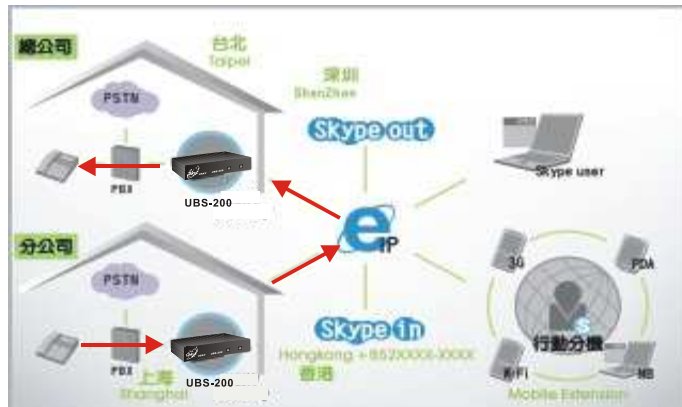 總公司
台北
Taipei
深圳
ShenZhen
PSTN
Skype out
PBX
UBS-200
Skype user
分公司
IP
3G
PDA
PSTN
Skype in
行動分機
Hongkong + 852XXXX-XXXX
香港
PBX
上海
Shanghai
UBS-200
WiFi
NB
Mobile Extension